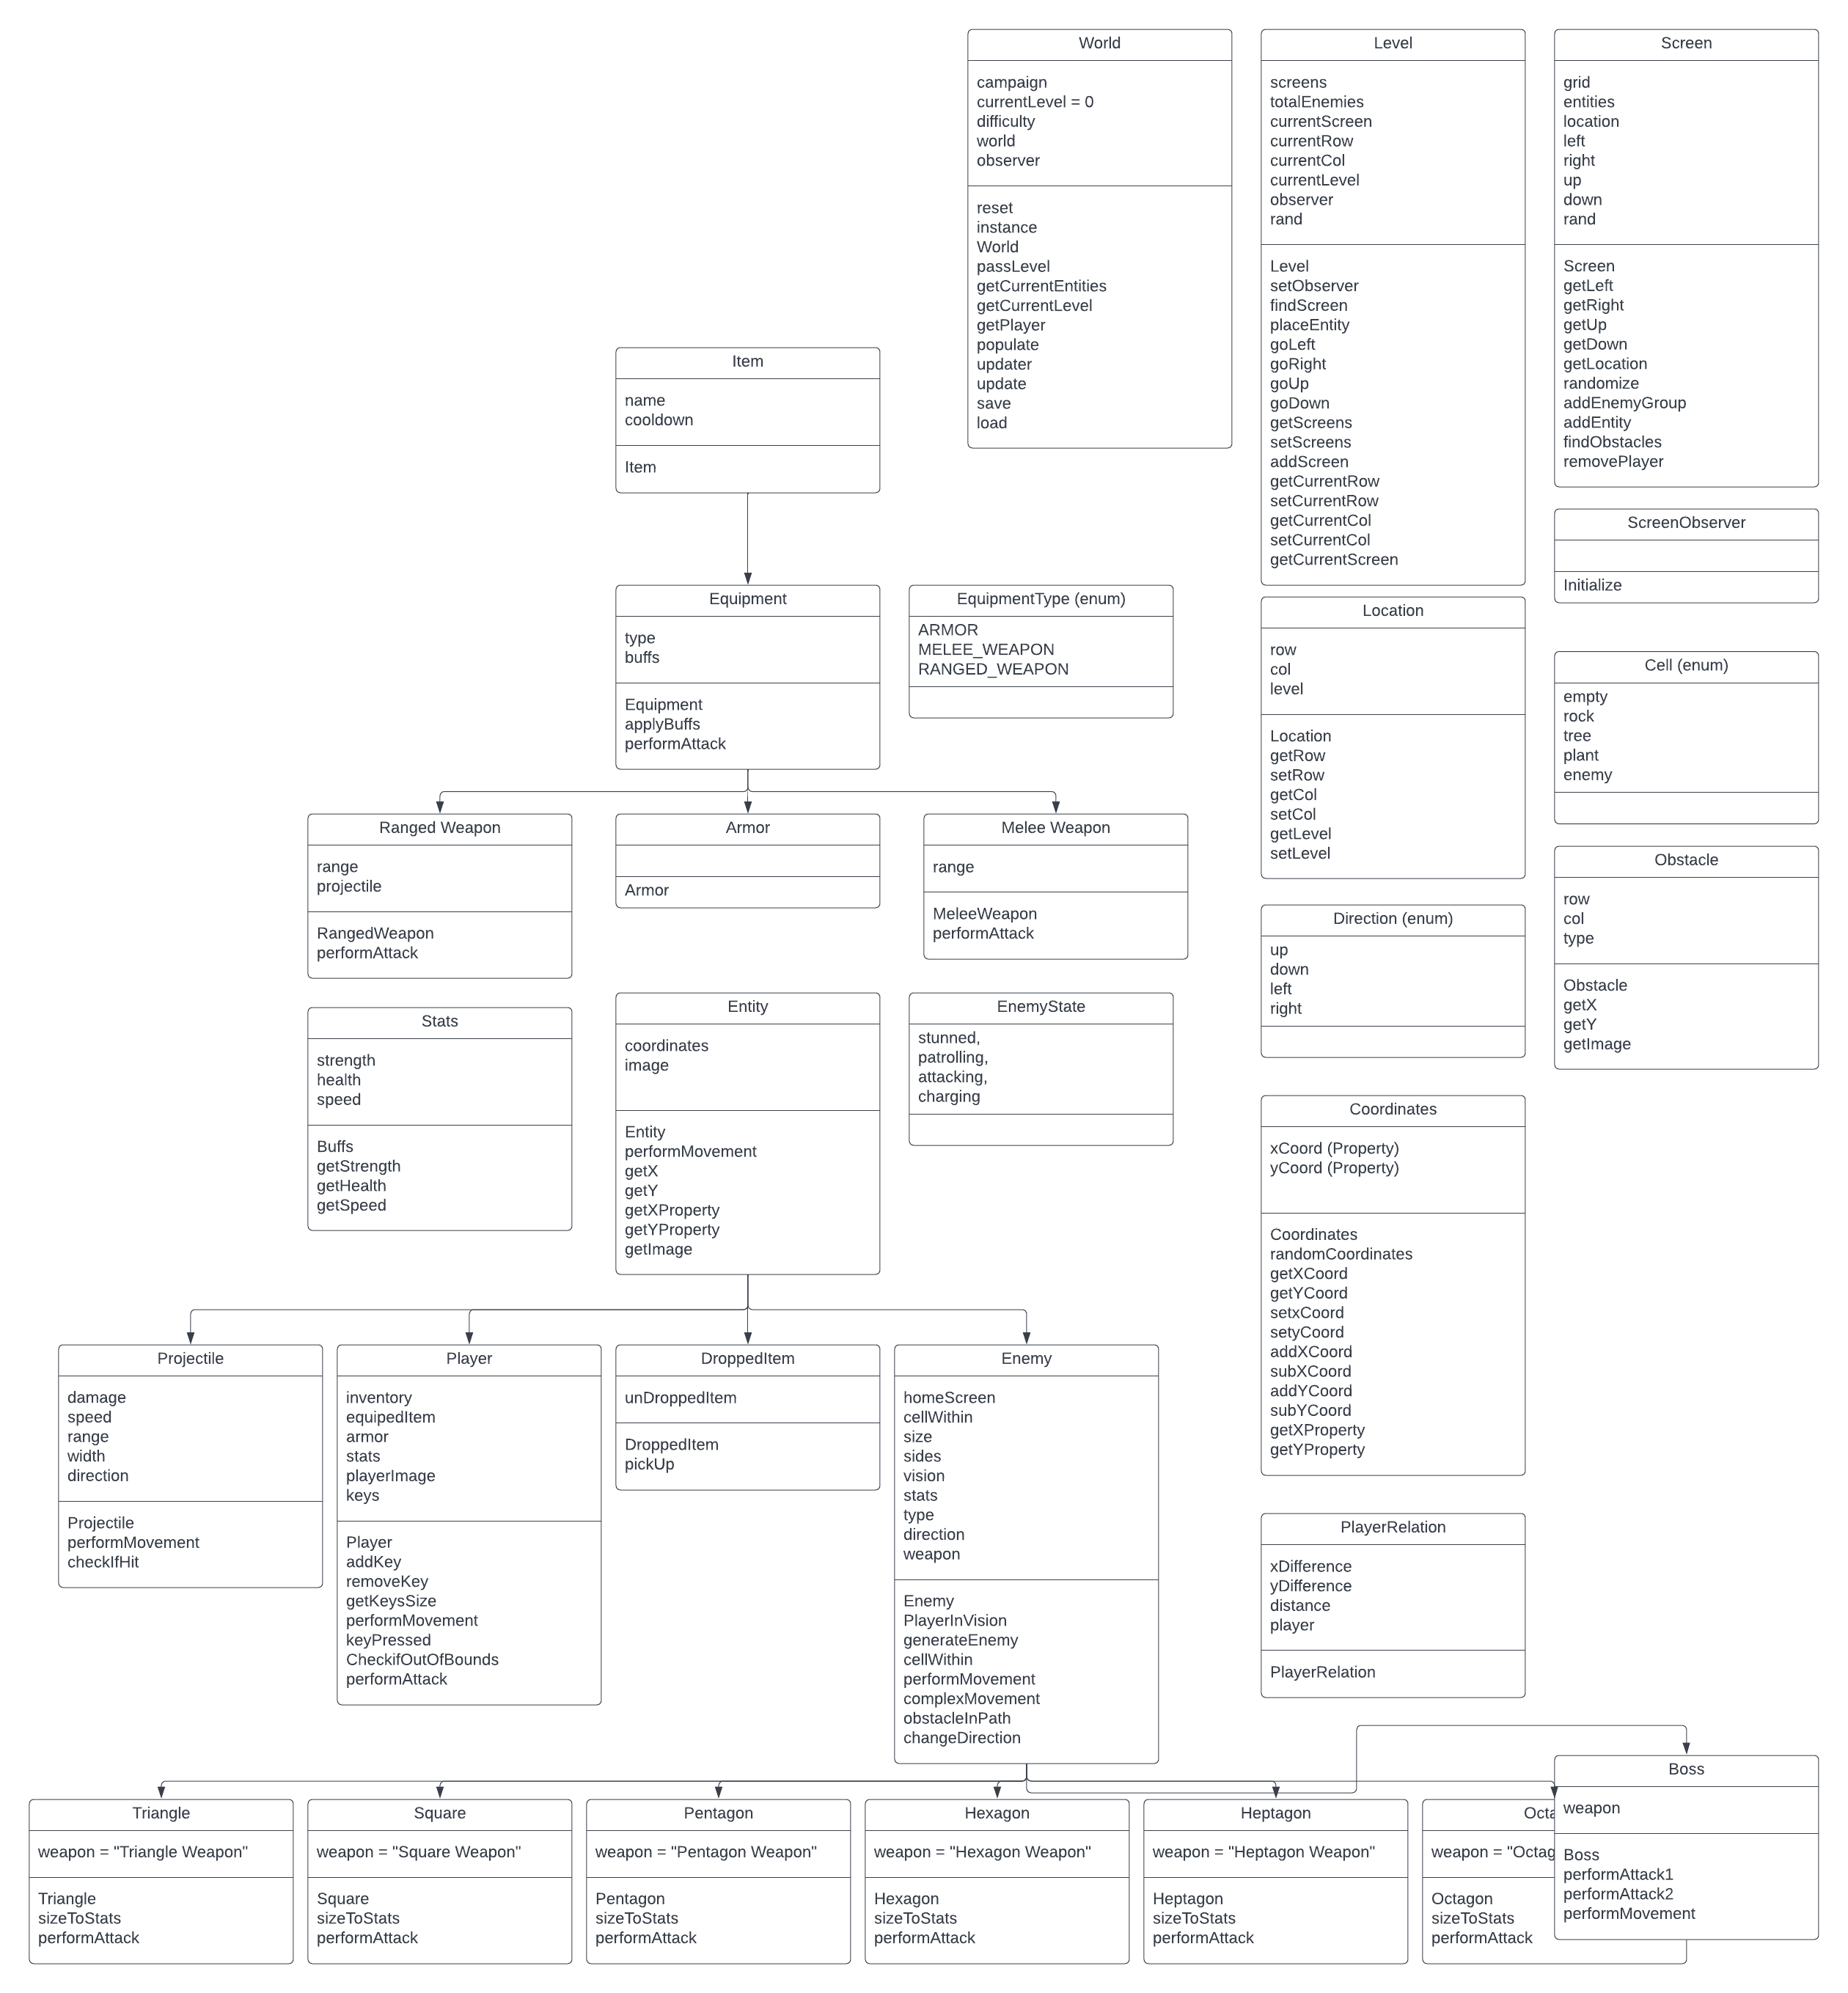 World
campaign
currentLevel = 0
difficulty
world
observer
reset
instance
World
passLevel
getCurrentEntities
getCurrentLevel
getPlayer
populate
updater
update
save
load
Level
screens
totalEnemies
currentScreen
currentRow
currentCol
currentLevel
observer
rand
Level
setObserver
findScreen
placeEntity
goLeft
goRight
goUp
goDown
getScreens
setScreens
addScreen
getCurrentRow
setCurrentRow
getCurrentCol
setCurrentCol
getCurrentScreen
Screen
grid
entities
location
left
right
up
down
rand
Screen
getLeft
getRight
getUp
getDown
getLocation
randomize
addEnemyGroup
addEntity
findObstacles
removePlayer
Item
name
cooldown
Item
ScreenObserver
Initialize
Equipment
type
buffs
Equipment
applyBuffs
performAttack
EquipmentType (enum)
ARMOR
MELEE_WEAPON
RANGED_WEAPON
Location
row
col
level
Location
getRow
setRow
getCol
setCol
getLevel
setLevel
Cell (enum)
empty
rock
tree
plant
enemy
Ranged Weapon
range
projectile
RangedWeapon
performAttack
Armor
Armor
Melee Weapon
range
MeleeWeapon
performAttack
Obstacle
row
col
type
Obstacle
getX
getY
getImage
Direction (enum)
up
down
left
right
Stats
strength
health
speed
Buffs
getStrength
getHealth
getSpeed
Entity
coordinates
image
Entity
performMovement
getX
getY
getXProperty
getYProperty
getImage
EnemyState
stunned,
patrolling,
attacking,
charging
Coordinates
xCoord (Property)
yCoord (Property)
Coordinates
randomCoordinates
getXCoord
getYCoord
setxCoord
setyCoord
addXCoord
subXCoord
addYCoord
subYCoord
getXProperty
getYProperty
Projectile
damage
speed
range
width
direction
Projectile
performMovement
checkIfHit
Player
inventory
equipedItem
armor
stats
playerImage
keys
Player
addKey
removeKey
getKeysSize
performMovement
keyPressed
CheckifOutOfBounds
performAttack
DroppedItem
unDroppedItem
DroppedItem
pickUp
Enemy
homeScreen
cellWithin
size
sides
vision
stats
type
direction
weapon
Enemy
PlayerInVision
generateEnemy
cellWithin
performMovement
complexMovement
obstacleInPath
changeDirection
PlayerRelation
xDifference
yDifference
distance
player
PlayerRelation
Triangle
weapon = "Triangle Weapon"
Triangle
sizeToStats
performAttack
Square
weapon = "Square Weapon"
Square
sizeToStats
performAttack
Pentagon
weapon = "Pentagon Weapon"
Pentagon
sizeToStats
performAttack
Hexagon
weapon = "Hexagon Weapon"
Hexagon
sizeToStats
performAttack
Heptagon
weapon = "Heptagon Weapon"
Heptagon
sizeToStats
performAttack
weapon =
Octagon
sizeToStats
performAttack
Boss
weapon
Boss
performAttack1
performAttack2
performMovement